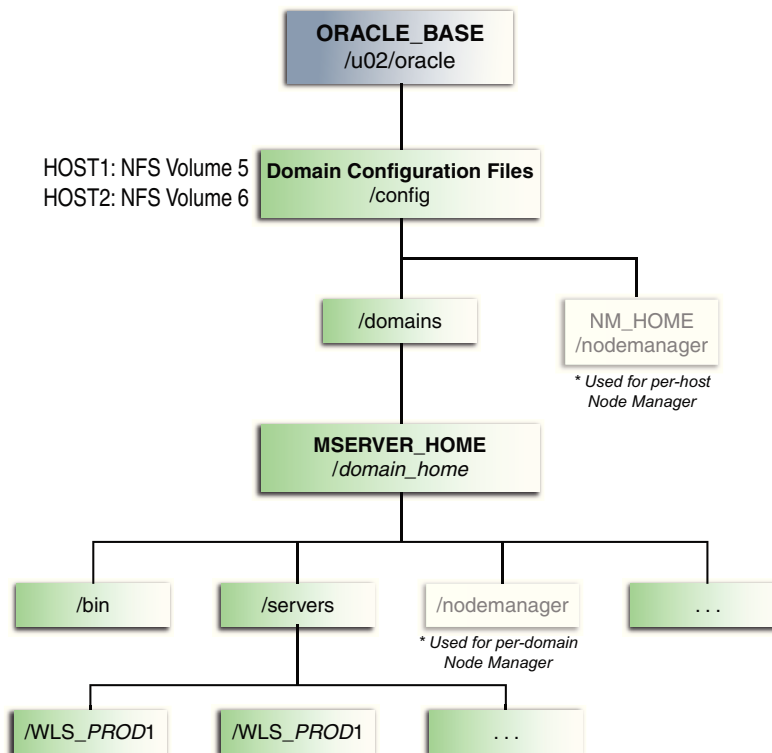 ORACLE_BASE
/u02/oracle
HOST1: NFS Volume 5
HOST2: NFS Volume 6
Domain Configuration Files
/config
/domains
NM_HOME
/nodemanager
* Used for per-host
Node Manager
MSERVER_HOME
/domain_home
/bin
/servers
/nodemanager
. . .
* Used for per-domain
Node Manager
/WLS_PROD1
/WLS_PROD1
. . .